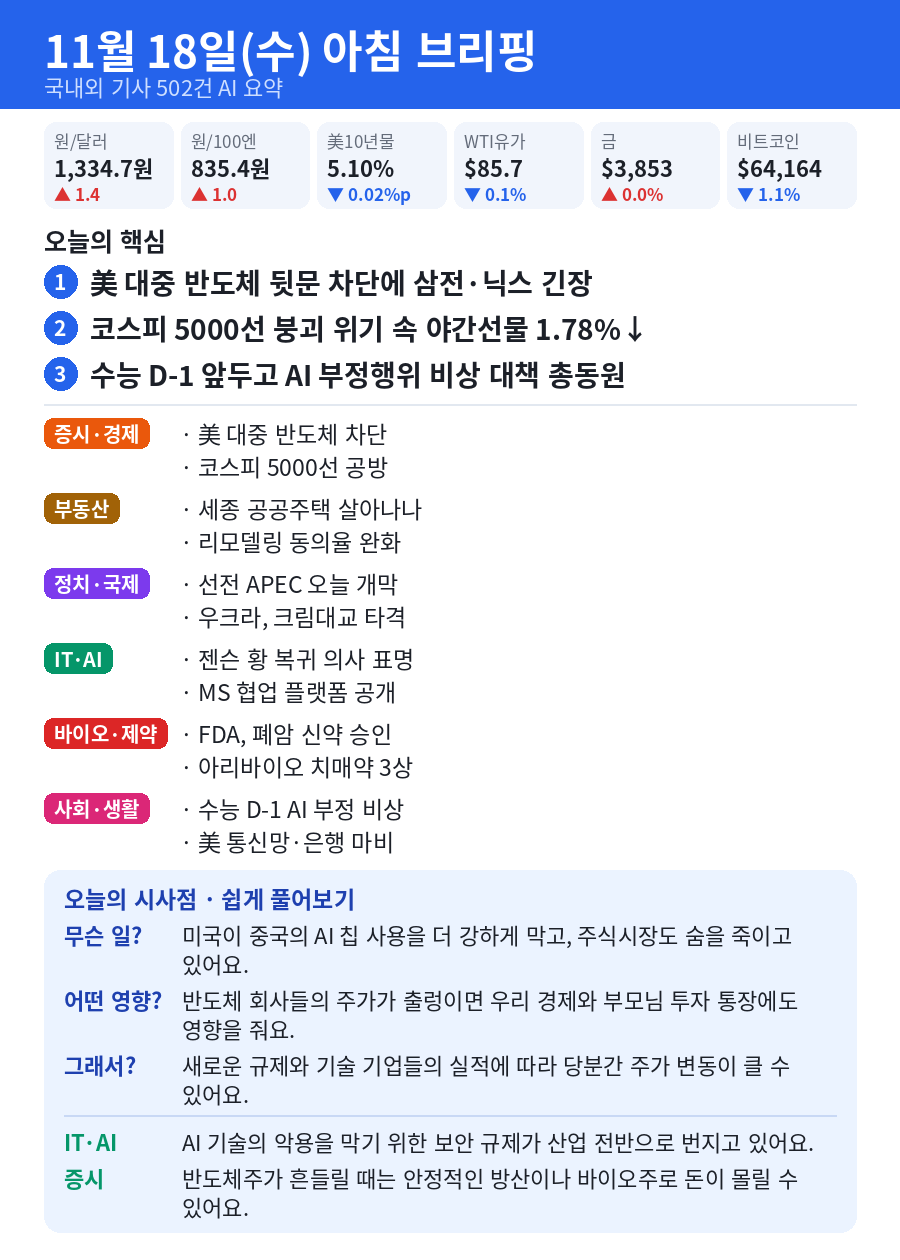 11월 18일(수) 아침 브리핑
국내외 기사 502건 AI 요약
원/달러
1,334.7원
▲ 1.4
원/100엔
835.4원
▲ 1.0
美10년물
5.10%
▼ 0.02%p
WTI유가
$85.7
▼ 0.1%
금
$3,853
▲ 0.0%
비트코인
$64,164
▼ 1.1%
오늘의 핵심
1 美 대중 반도체 뒷문 차단에 삼전·닉스 긴장
2 코스피 5000선 붕괴 위기 속 야간선물 1.78%↓
3 수능 D-1 앞두고 AI 부정행위 비상 대책 총동원
증시·경제 · 美 대중 반도체 차단
· 코스피 5000선 공방
부동산 · 세종 공공주택 살아나나
· 리모델링 동의율 완화
정치·국제 · 선전 APEC 오늘 개막
· 우크라, 크림대교 타격
IT·AI · 젠슨 황 복귀 의사 표명
· MS 협업 플랫폼 공개
바이오·제약 · FDA, 폐암 신약 승인
· 아리바이오 치매약 3상
사회·생활 · 수능 D-1 AI 부정 비상
· 美 통신망·은행 마비
오늘의 시사점 · 쉽게 풀어보기
무슨 일? 미국이 중국의 AI 칩 사용을 더 강하게 막고, 주식시장도 숨을 죽이고
있어요.
어떤 영향? 반도체 회사들의 주가가 출렁이면 우리 경제와 부모님 투자 통장에도
영향을 줘요.
그래서? 새로운 규제와 기술 기업들의 실적에 따라 당분간 주가 변동이 클 수
있어요.
IT·AI AI 기술의 악용을 막기 위한 보안 규제가 산업 전반으로 번지고 있어요.
증시 반도체주가 흔들릴 때는 안정적인 방산이나 바이오주로 돈이 몰릴 수
있어요.